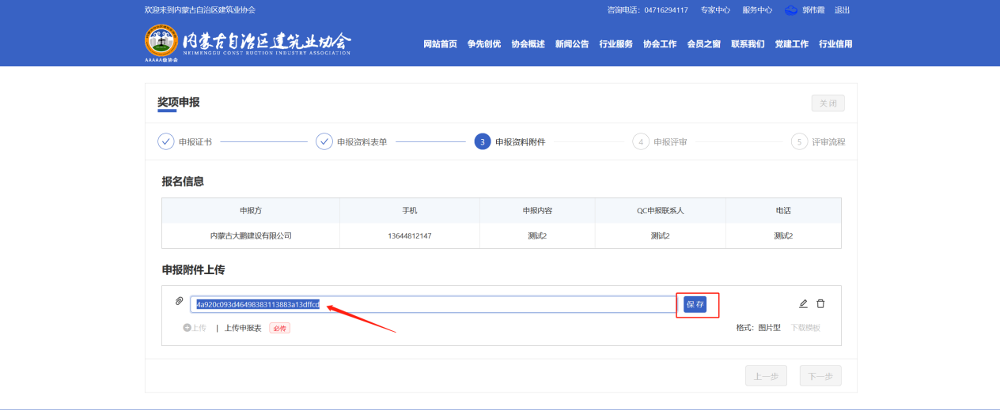 欢迎来到内蒙古自治区建筑业协会 咨询电话：04716294117 专家中心 服务中心 郭伟霞 退出
内蒙古自治区建筑业协会
NEIMENGGU CONST RUCTION INDUSTRY ASSOCIATION
AAAAA级协会
网站首页 争先创优 协会概述 新闻公告 行业服务 协会工作 会员之窗 联系我们 党建工作 行业信用
奖项申报 关闭
申报证书 申报资料表单 3 申报资料附件 4 申报评审 5 评审流程
报名信息
申报方 手机 申报内容 QC申报联系人 电话
内蒙古大鹏建设有限公司 13644812147 测试2 测试2 测试2
申报附件上传
4a920c093d46498383113883a13dffcd 保存
上传 | 上传申报表 必传 格式：图片型 下载模板
上一步 下一步